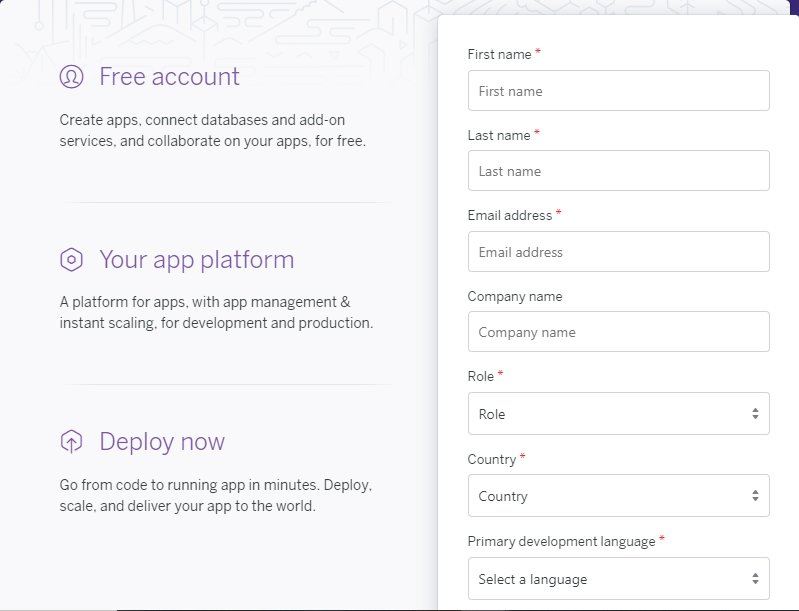 Free account
Create apps, connect databases and add-on
services, and collaborate on your apps, for free.
Your app platform
A platform for apps, with app management &
instant scaling, for development and production.
Deploy now
Go from code to running app in minutes. Deploy,
scale, and deliver your app to the world.
First name *
First name
Last name *
Last name
Email address *
Email address
Company name
Company name
Role *
Role
Country *
Country
Primary development language *
Select a language